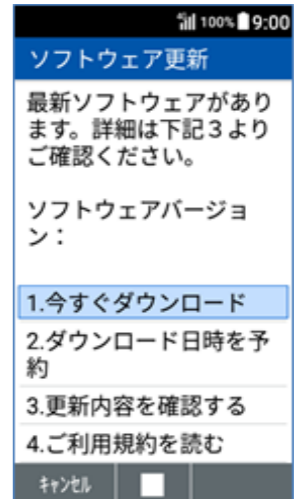 100% 9:00
ソフトウェア更新
最新ソフトウェアがあり
ます。詳細は下記3より
ご確認ください。
ソフトウェアバージョ
ン：
1.今すぐダウンロード
2.ダウンロード日時を予
約
3.更新内容を確認する
4.ご利用規約を読む
ｷｬﾝｾﾙ